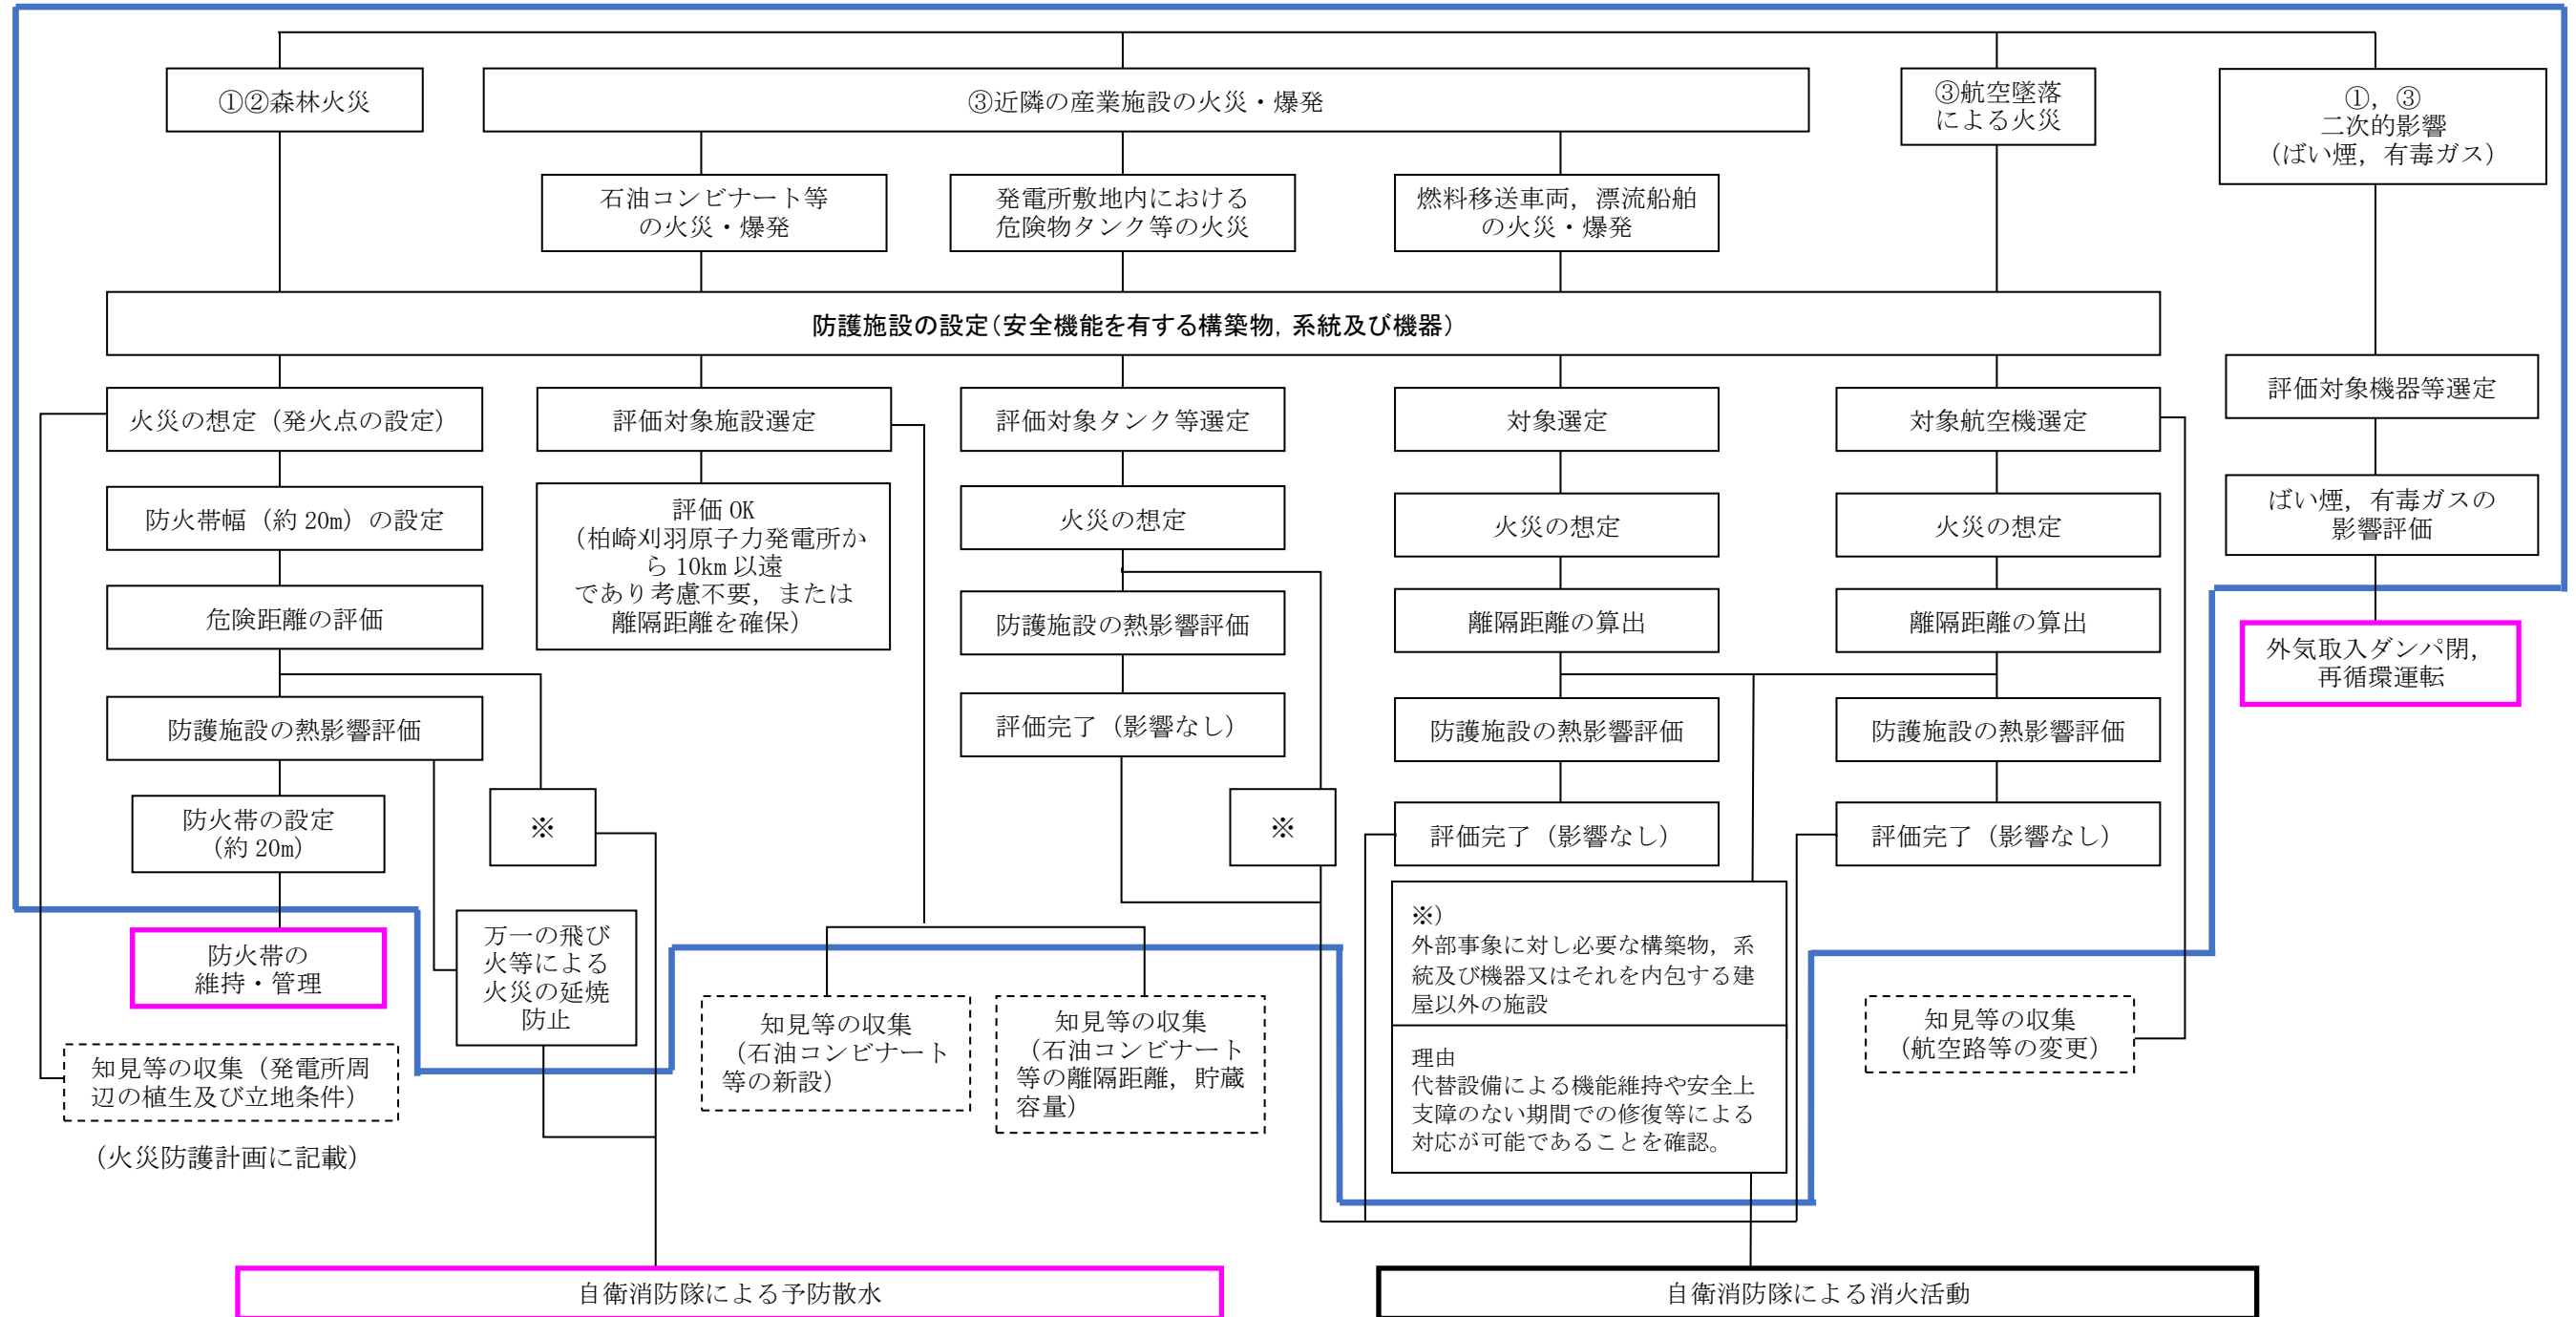 ①②森林火災
③近隣の産業施設の火災・爆発
③航空墜落
による火災
①，③
二次的影響
（ばい煙，有毒ガス）
石油コンビナート等
の火災・爆発
発電所敷地内における
危険物タンク等の火災
燃料移送車両，漂流船舶
の火災・爆発
防護施設の設定（安全機能を有する構築物，系統及び機器）
火災の想定（発火点の設定）
評価対象施設選定
評価対象タンク等選定
対象選定
対象航空機選定
評価対象機器等選定
防火帯幅（約 20m）の設定
評価 OK
（柏崎刈羽原子力発電所か
ら 10km 以遠
であり考慮不要，または
離隔距離を確保）
火災の想定
火災の想定
火災の想定
ばい煙，有毒ガスの
影響評価
危険距離の評価
防護施設の熱影響評価
離隔距離の算出
離隔距離の算出
外気取入ダンパ閉，
再循環運転
防護施設の熱影響評価
評価完了（影響なし）
防護施設の熱影響評価
防護施設の熱影響評価
防火帯の設定
（約 20m）
※
※
評価完了（影響なし）
評価完了（影響なし）
防火帯の
維持・管理
万一の飛び
火等による
火災の延焼
防止
※）
外部事象に対し必要な構築物，系
統及び機器又はそれを内包する建
屋以外の施設
理由
代替設備による機能維持や安全上
支障のない期間での修復等による
対応が可能であることを確認。
知見等の収集（発電所周
辺の植生及び立地条件）
（火災防護計画に記載）
知見等の収集
（石油コンビナート
等の新設）
知見等の収集
（石油コンビナート
等の離隔距離，貯蔵
容量）
知見等の収集
（航空路等の変更）
自衛消防隊による予防散水
自衛消防隊による消火活動